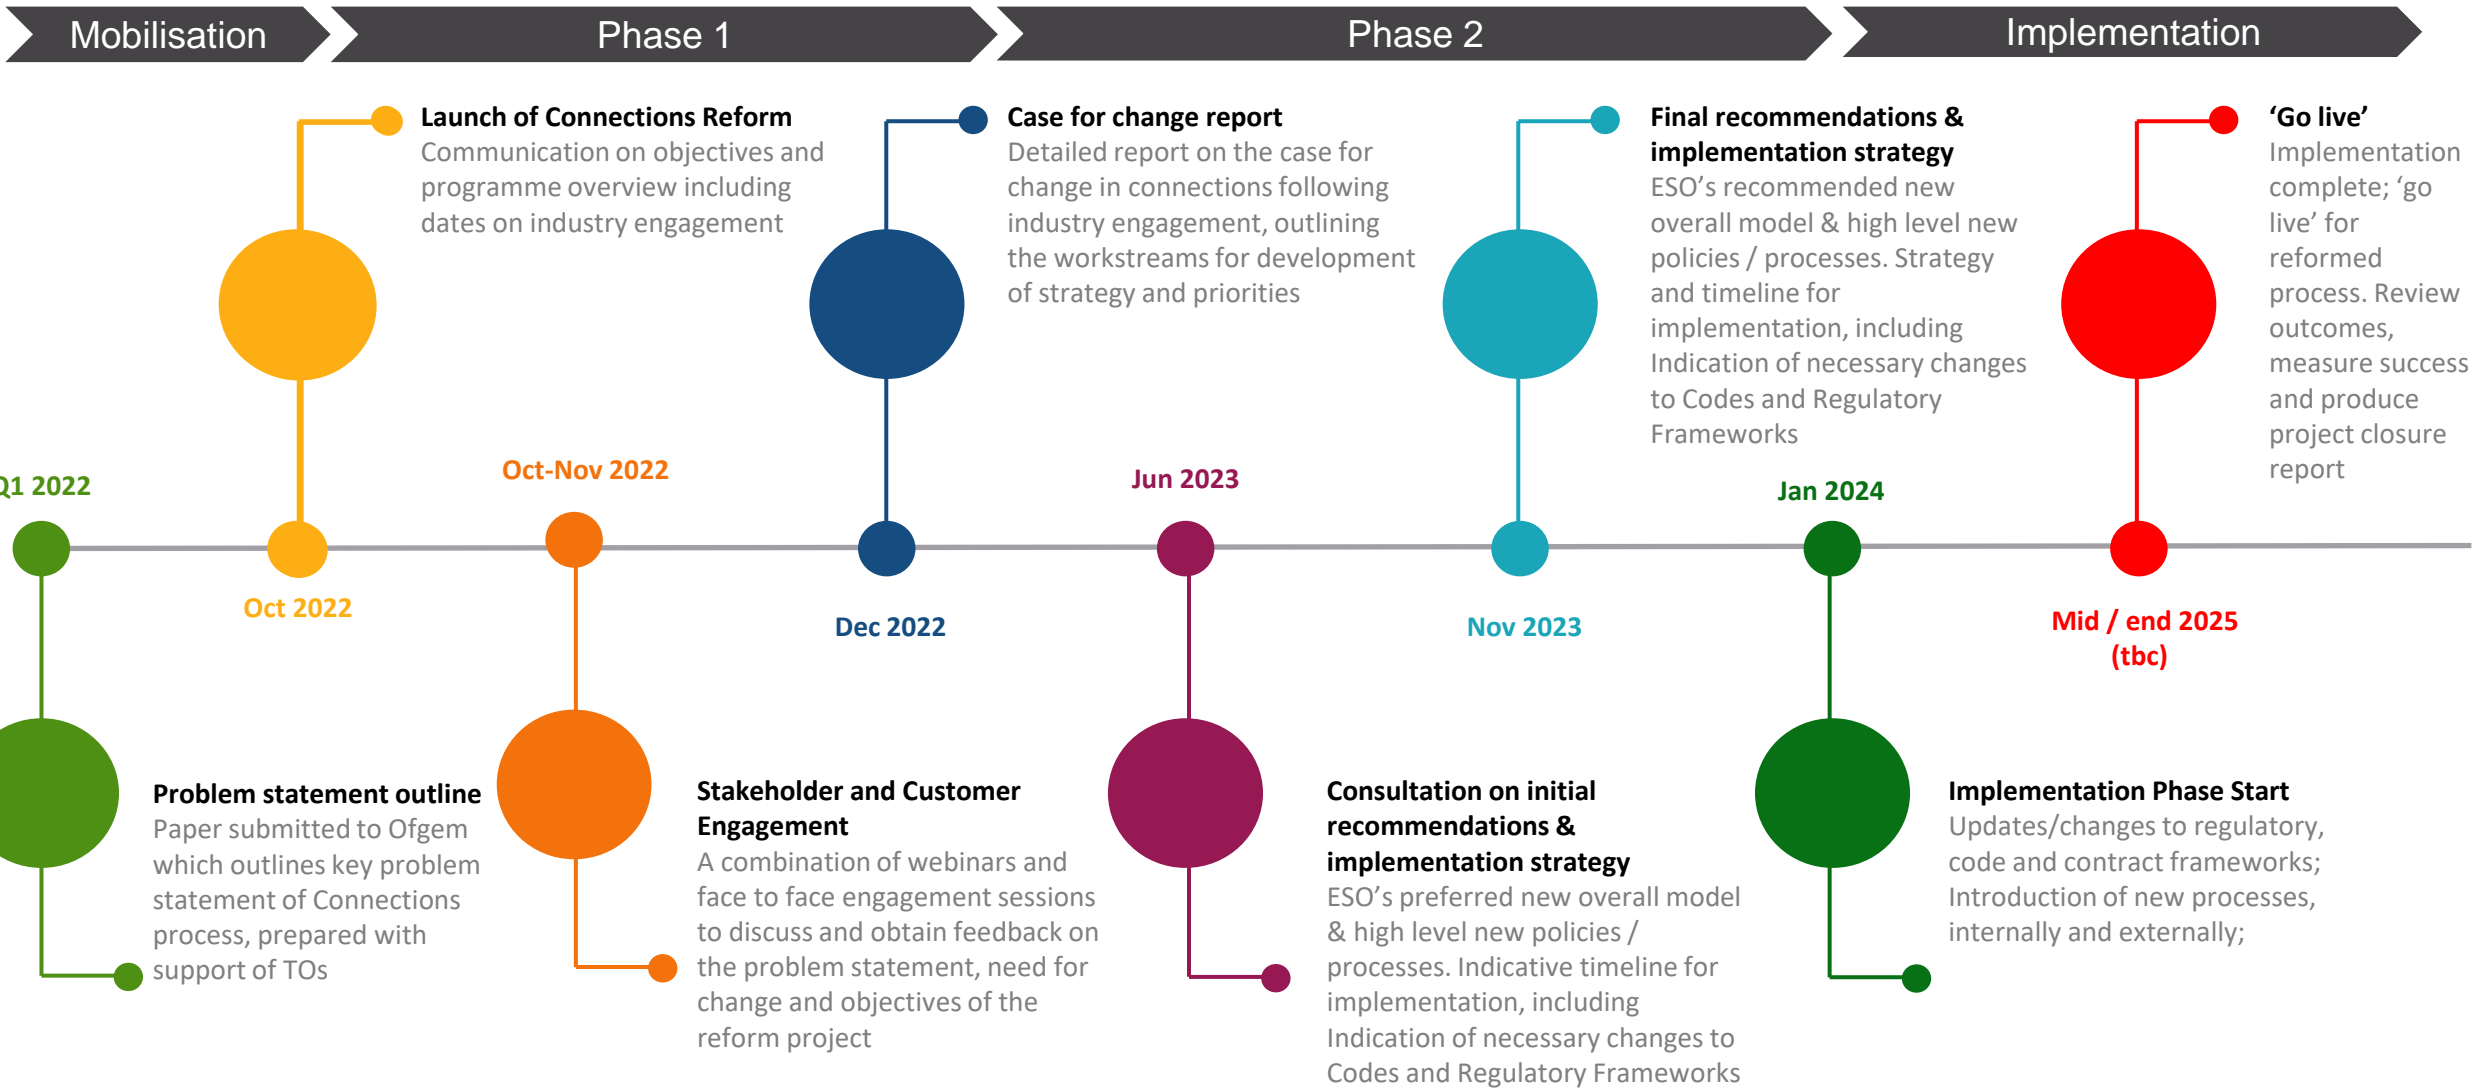 Mobilisation
Phase 1
Phase 2
Implementation
Launch of Connections Reform
Communication on objectives and
programme overview including
dates on industry engagement
Case for change report
Detailed report on the case for
change in connections following
industry engagement, outlining
the workstreams for development
of strategy and priorities
Final recommendations &
implementation strategy
ESO’s recommended new
overall model & high level new
policies / processes. Strategy
and timeline for
implementation, including
Indication of necessary changes
to Codes and Regulatory
Frameworks
‘Go live’
Implementation
complete; ‘go
live’ for
reformed
process. Review
outcomes,
measure success
and produce
project closure
report
Q1 2022
Oct 2022
Oct-Nov 2022
Dec 2022
Jun 2023
Nov 2023
Jan 2024
Mid / end 2025
(tbc)
Problem statement outline
Paper submitted to Ofgem
which outlines key problem
statement of Connections
process, prepared with
support of TOs
Stakeholder and Customer
Engagement
A combination of webinars and
face to face engagement sessions
to discuss and obtain feedback on
the problem statement, need for
change and objectives of the
reform project
Consultation on initial
recommendations &
implementation strategy
ESO’s preferred new overall model
& high level new policies /
processes. Indicative timeline for
implementation, including
Indication of necessary changes to
Codes and Regulatory Frameworks
Implementation Phase Start
Updates/changes to regulatory,
code and contract frameworks;
Introduction of new processes,
internally and externally;